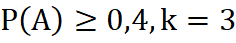 P(A) ≥ 0,4, k = 3